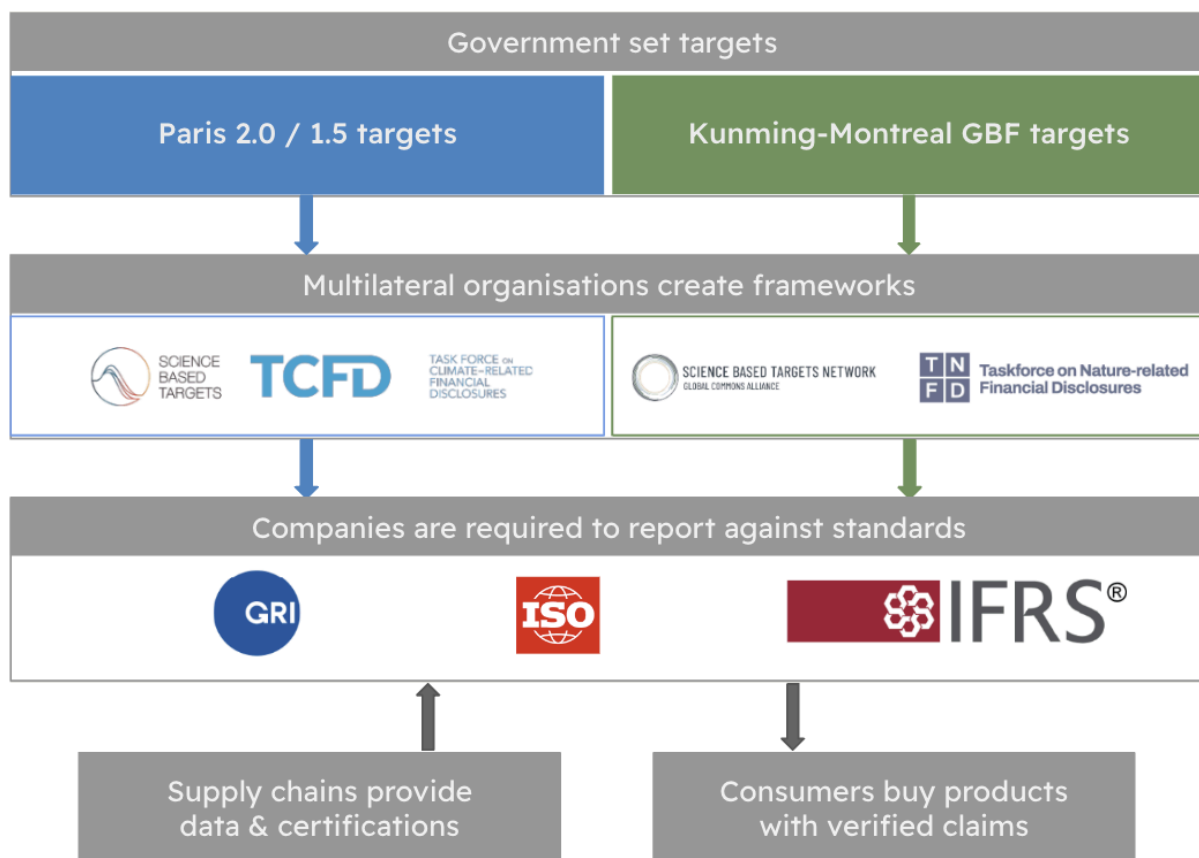 Government set targets
Paris 2.0 / 1.5 targets
Kunming-Montreal GBF targets
Multilateral organisations create frameworks
SCIENCE
BASED
TARGETS
TCFD
TASK FORCE ON
CLIMATE-RELATED
FINANCIAL
DISCLOSURES
SCIENCE BASED TARGETS NETWORK
GLOBAL COMMONS ALLIANCE
TN
FD
Taskforce on Nature-related
Financial Disclosures
Companies are required to report against standards
GRI
ISO
IFRS®
Supply chains provide
data & certifications
Consumers buy products
with verified claims